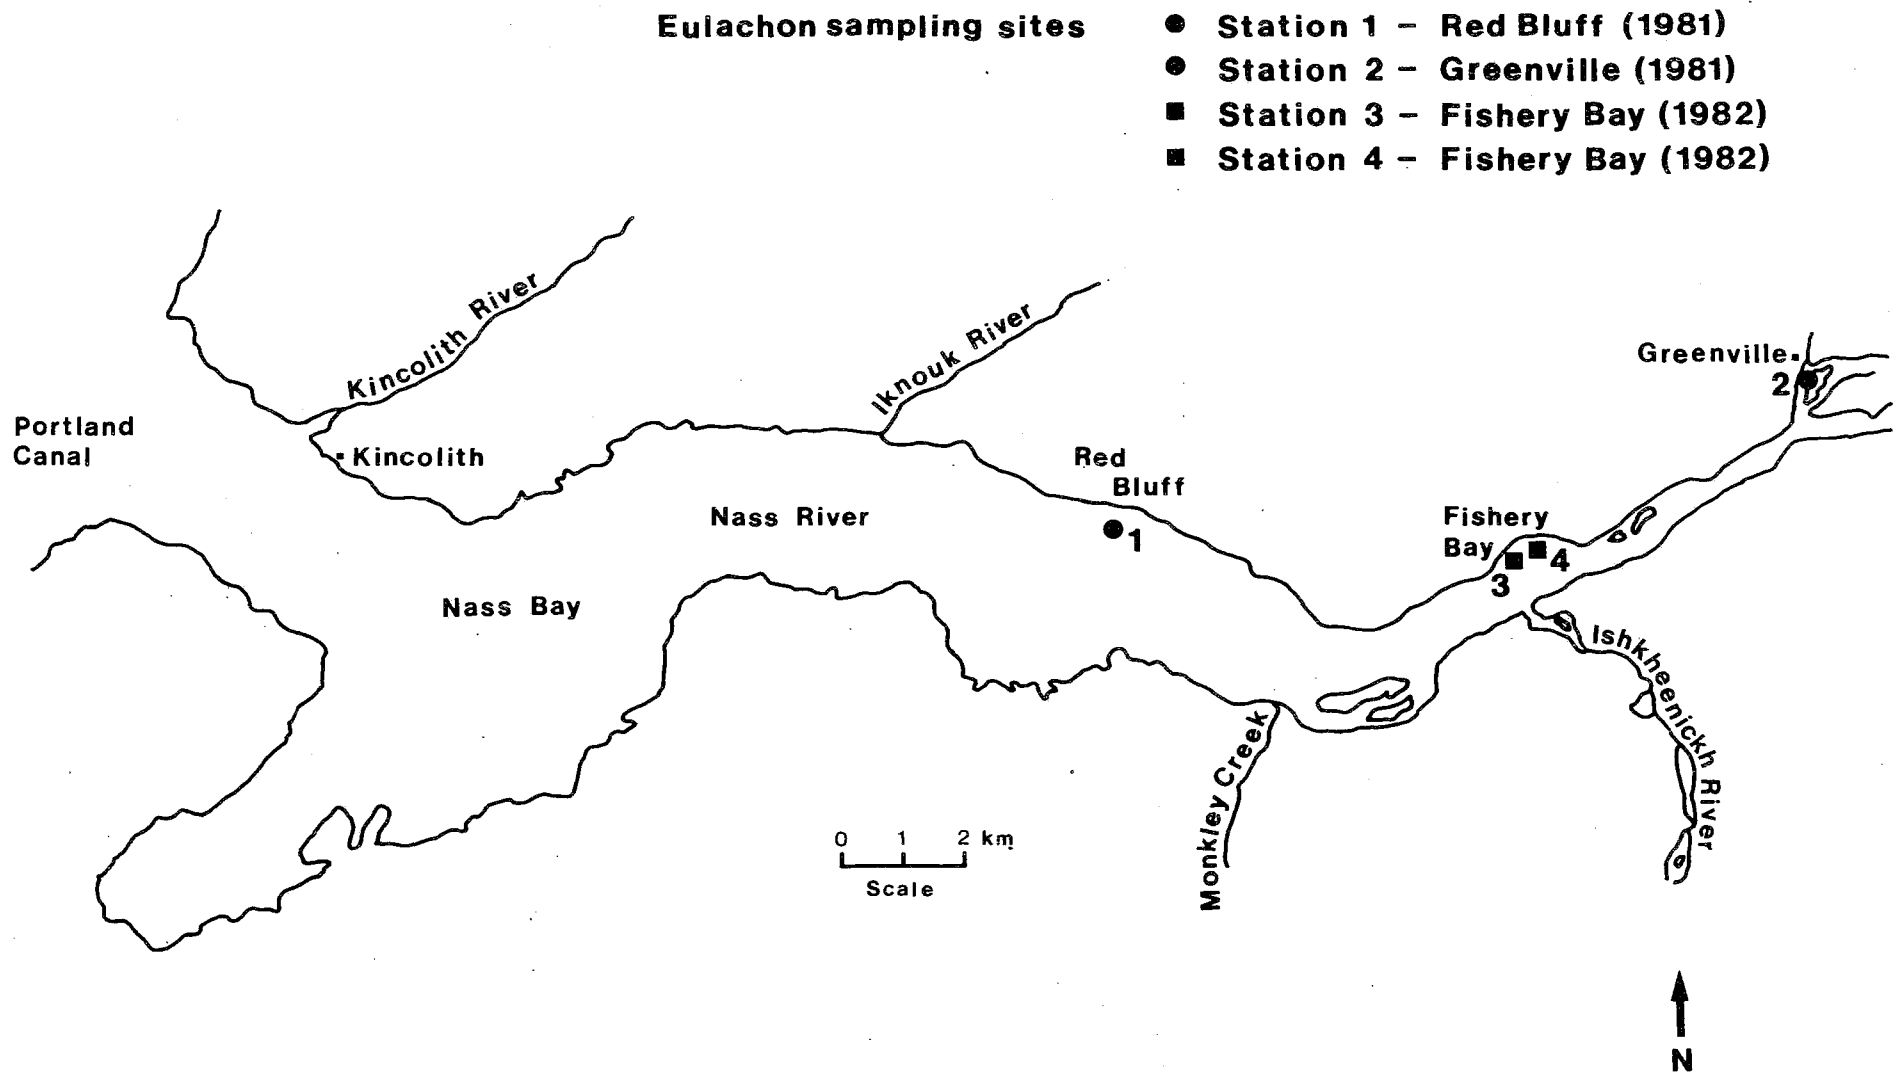 Eulachon sampling sites
Station 1 – Red Bluff (1981)
Station 2 – Greenville (1981)
Station 3 – Fishery Bay (1982)
Station 4 – Fishery Bay (1982)
Kincolith River
Iknouk River
Greenville
2
Portland
Canal
Kincolith
Red
Bluff
Nass River
1
Fishery
Bay
4
3
Nass Bay
Ishkheenickh River
Monkley Creek
0 1 2 km
Scale
N